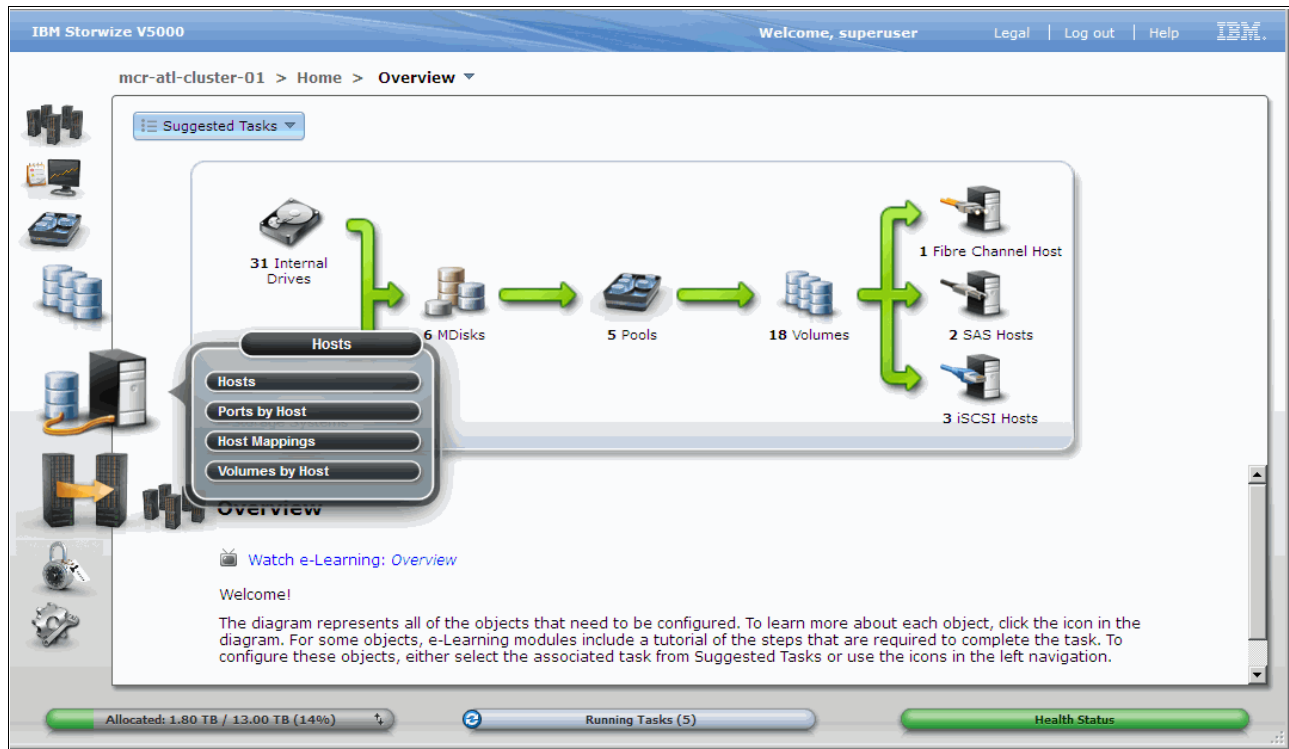 IBM Storwize V5000
Welcome, superuser
Legal | Log out | Help
IBM.
mcr-atl-cluster-01 > Home > Overview
Suggested Tasks
31 Internal
Drives
6 MDisks
5 Pools
18 Volumes
1 Fibre Channel Host
2 SAS Hosts
3 iSCSI Hosts
Hosts
Hosts
Ports by Host
Host Mappings
Volumes by Host
Overview
Watch e-Learning: Overview
Welcome!
The diagram represents all of the objects that need to be configured. To learn more about each object, click the icon in the
diagram. For some objects, e-Learning modules include a tutorial of the steps that are required to complete the task. To
configure these objects, either select the associated task from Suggested Tasks or use the icons in the left navigation.
Allocated: 1.80 TB / 13.00 TB (14%)
Running Tasks (5)
Health Status